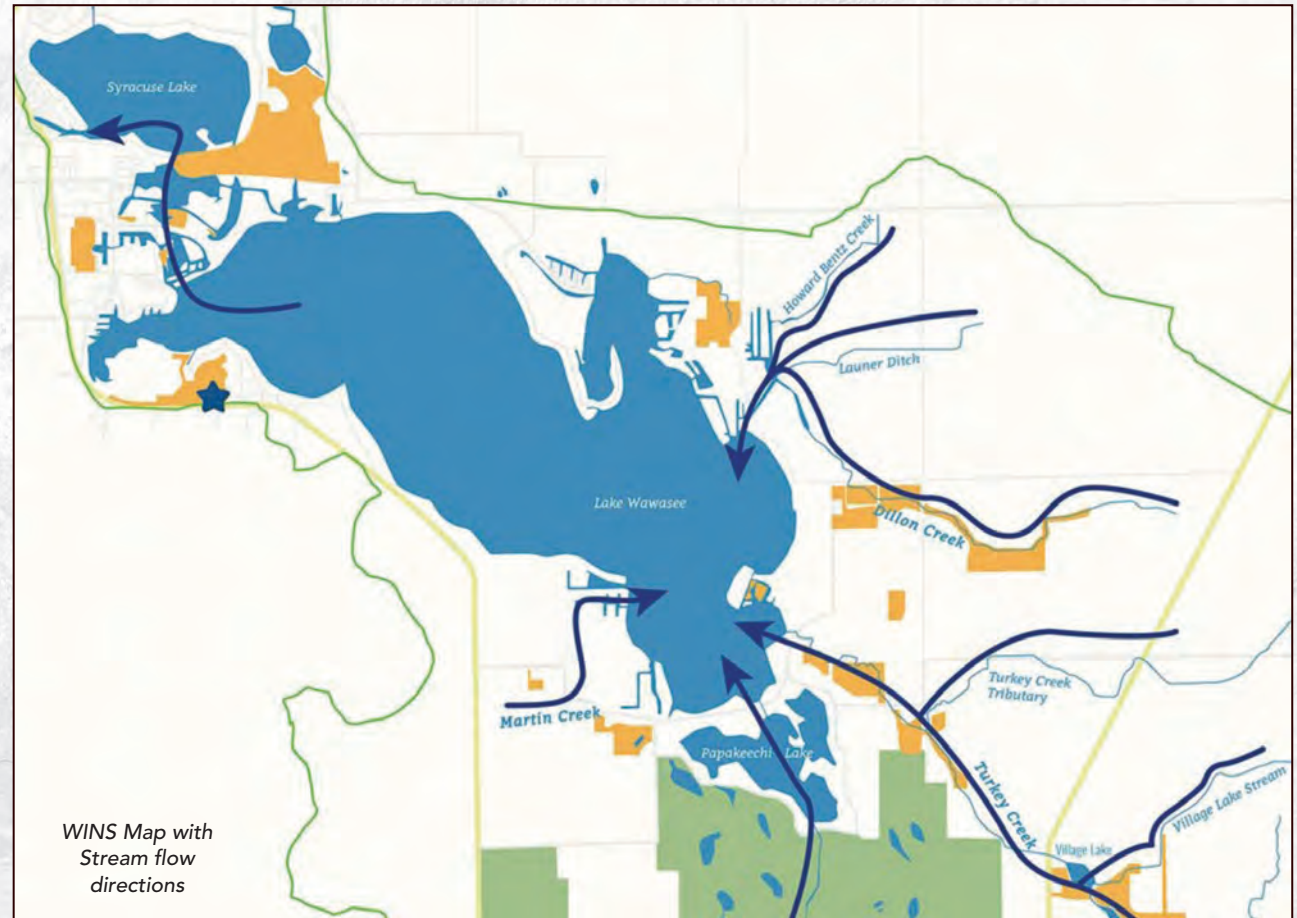 Syracuse Lake
Howard Bentz Creek
Launer Ditch
Lake Wawasee
Dillon Creek
Turkey Creek
Tributary
Martin Creek
Papakeechi Lake
Turkey Creek
Village Lake Stream
Village Lake
WINS Map with
Stream flow
directions